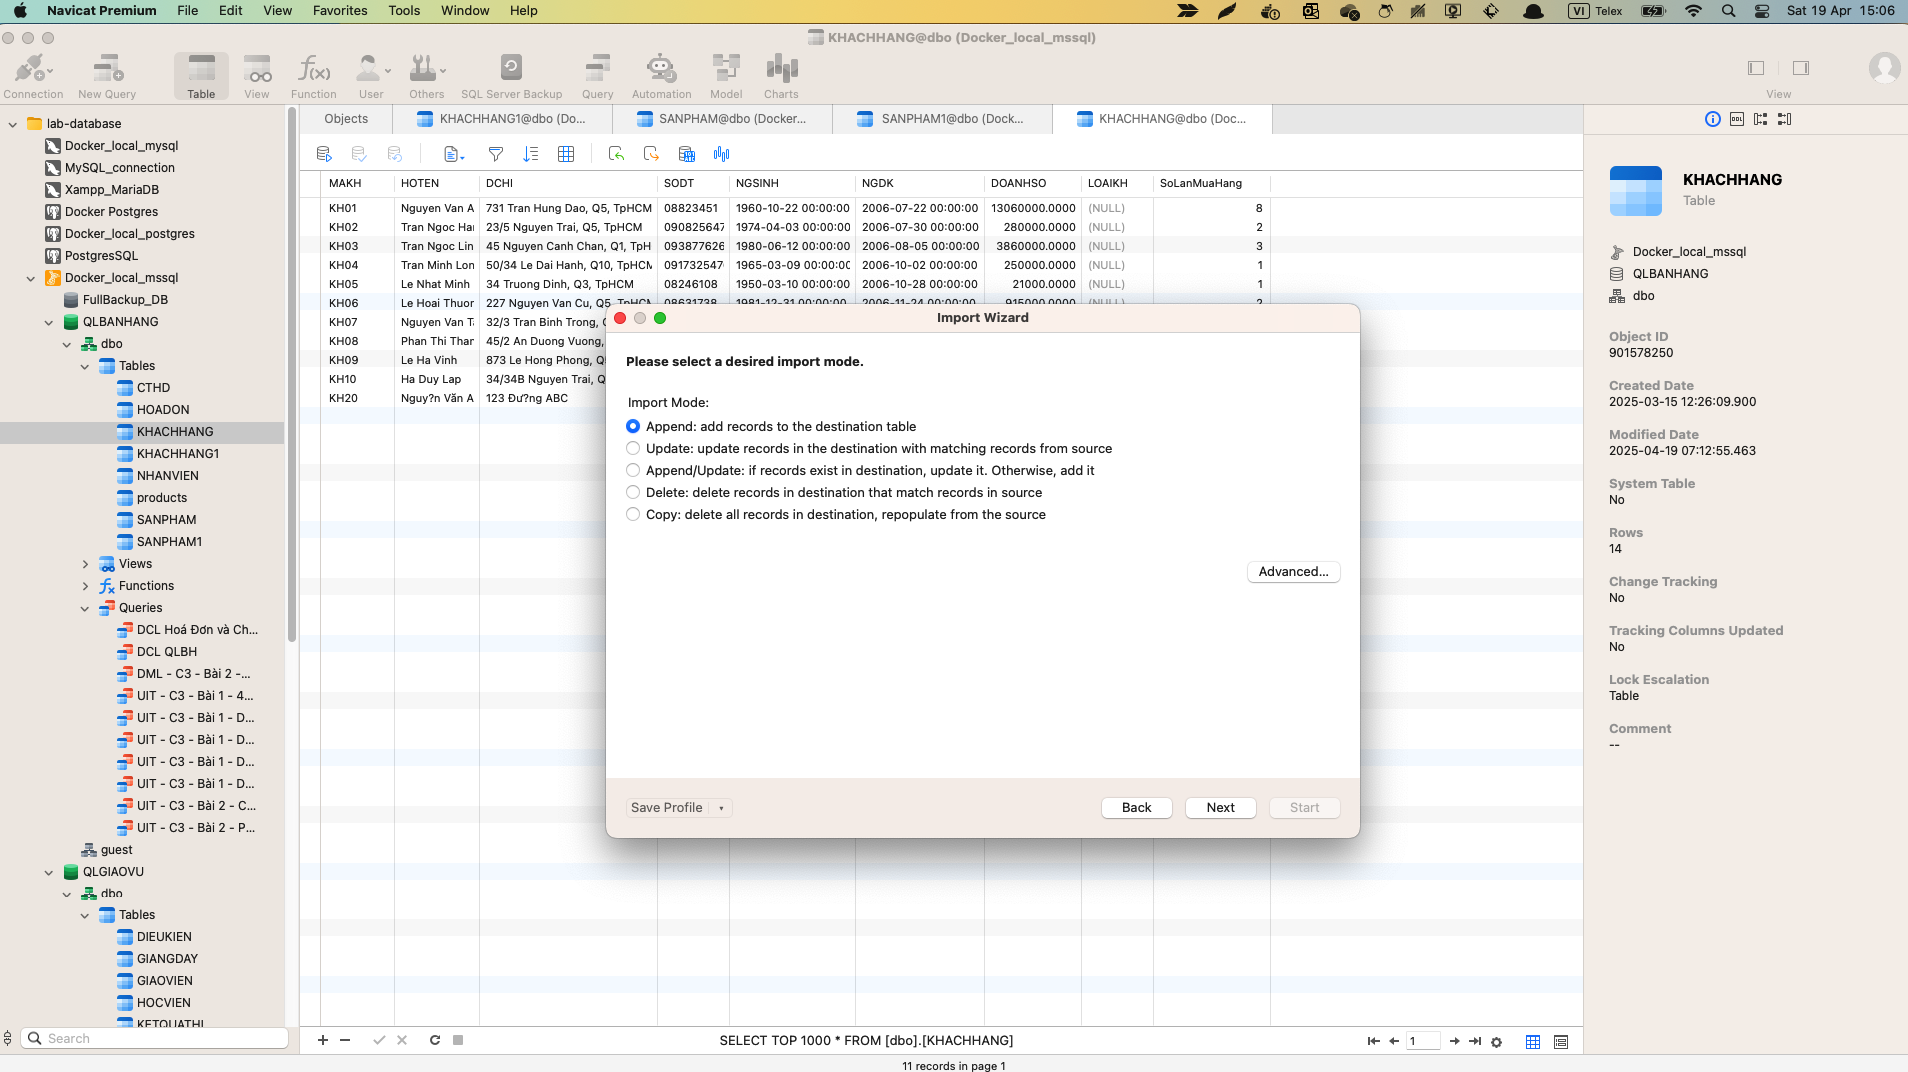 Navicat Premium File Edit View Favorites Tools Window Help VI Telex Sat 19 Apr 15:06
KHACHHANG@dbo (Docker_local_mssql)
Connection New Query Table View Function User Others SQL Server Backup Query Automation Model Charts View
lab-database
Docker_local_mysql
MySQL_connection
Xampp_MariaDB
Docker Postgres
Docker_local_postgres
PostgresSQL
Docker_local_mssql
FullBackup_DB
QLBANHANG
dbo
Tables
CTHD
HOADON
KHACHHANG
KHACHHANG1
NHANVIEN
products
SANPHAM
SANPHAM1
Views
Functions
Queries
DCL Hoá Đơn và Ch...
DCL QLBH
DML - C3 - Bài 2 -...
UIT - C3 - Bài 1 - 4...
UIT - C3 - Bài 1 - D...
UIT - C3 - Bài 1 - D...
UIT - C3 - Bài 1 - D...
UIT - C3 - Bài 1 - D...
UIT - C3 - Bài 2 - C...
UIT - C3 - Bài 2 - P...
guest
QLGIAOVU
dbo
Tables
DIEUKIEN
GIANGDAY
GIAOVIEN
HOCVIEN
KETQUATHI
Search
Objects KHACHHANG1@dbo (Do... SANPHAM@dbo (Docker... SANPHAM1@dbo (Dock... KHACHHANG@dbo (Doc...
MAKH HOTEN DCHI SODT NGSINH NGDK DOANHSO LOAIKH SoLanMuaHang
KH01 Nguyen Van A 731 Tran Hung Dao, Q5, TpHCM 08823451 1960-10-22 00:00:00 2006-07-22 00:00:00 13060000.0000 (NULL) 8
KH02 Tran Ngoc Han 23/5 Nguyen Trai, Q5, TpHCM 090825647 1974-04-03 00:00:00 2006-07-30 00:00:00 280000.0000 (NULL) 2
KH03 Tran Ngoc Lin 45 Nguyen Canh Chan, Q1, TpH 093877626 1980-06-12 00:00:00 2006-08-05 00:00:00 3860000.0000 (NULL) 3
KH04 Tran Minh Lon 50/34 Le Dai Hanh, Q10, TpHCM 091732547 1965-03-09 00:00:00 2006-10-02 00:00:00 250000.0000 (NULL) 1
KH05 Le Nhat Minh 34 Truong Dinh, Q3, TpHCM 08246108 1950-03-10 00:00:00 2006-10-28 00:00:00 21000.0000 (NULL) 1
KH06 Le Hoai Thuon 227 Nguyen Van Cu, Q5, TpHCM 08631738 1981-12-31 00:00:00 2006-11-24 00:00:00 915000.0000 (NULL) 2
KH07 Nguyen Van T 32/3 Tran Binh Trong,
KH08 Phan Thi Than 45/2 An Duong Vuong,
KH09 Le Ha Vinh 873 Le Hong Phong, Q
KH10 Ha Duy Lap 34/34B Nguyen Trai, Q
KH20 Nguy?n Văn A 123 Đư?ng ABC
Import Wizard
Please select a desired import mode.
Import Mode:
Append: add records to the destination table
Update: update records in the destination with matching records from source
Append/Update: if records exist in destination, update it. Otherwise, add it
Delete: delete records in destination that match records in source
Copy: delete all records in destination, repopulate from the source
Advanced...
Save Profile Back Next Start
SELECT TOP 1000 * FROM [dbo].[KHACHHANG] 1
11 records in page 1
KHACHHANG
Table
Docker_local_mssql
QLBANHANG
dbo
Object ID
901578250
Created Date
2025-03-15 12:26:09.900
Modified Date
2025-04-19 07:12:55.463
System Table
No
Rows
14
Change Tracking
No
Tracking Columns Updated
No
Lock Escalation
Table
Comment
--